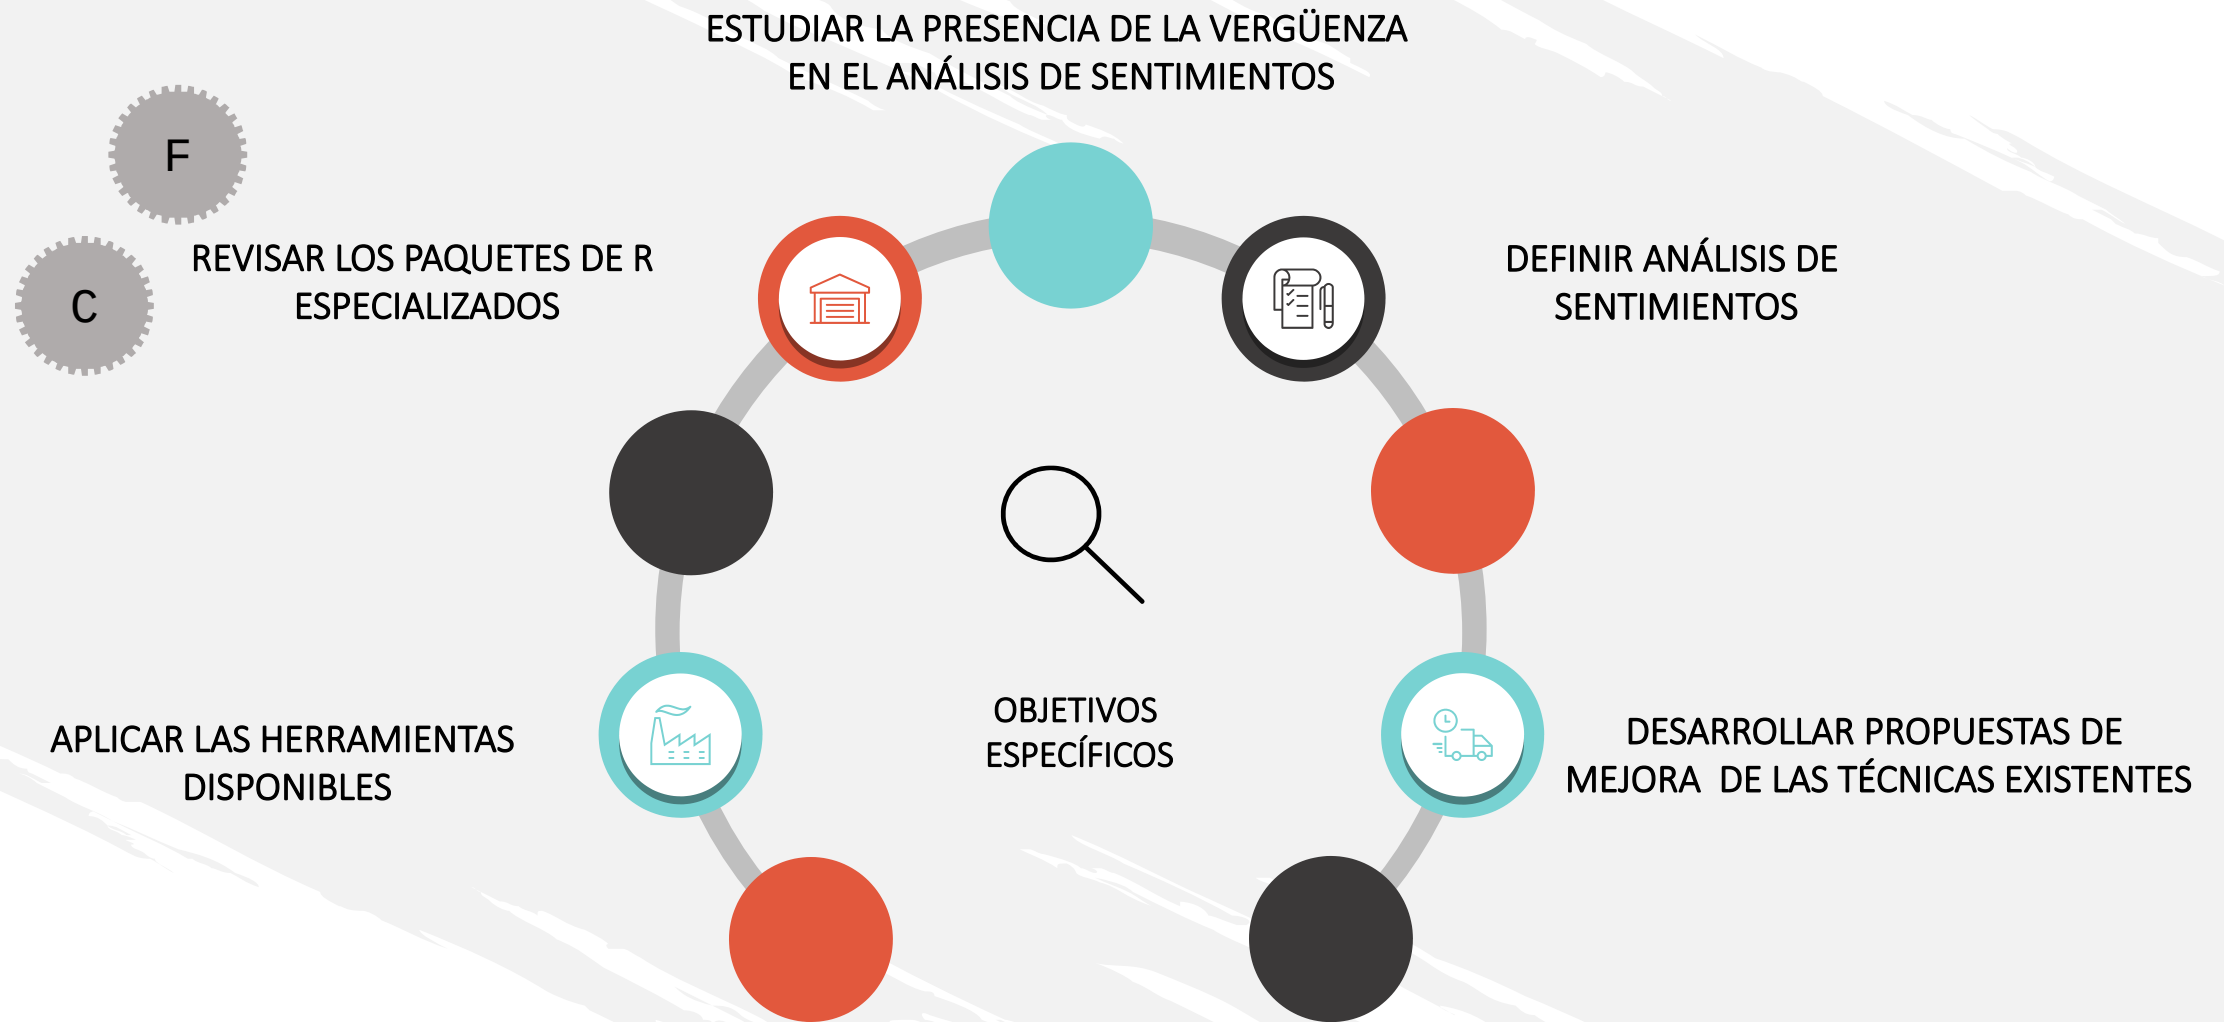 ESTUDIAR LA PRESENCIA DE LA VERGÜENZA
EN EL ANÁLISIS DE SENTIMIENTOS
F
C
REVISAR LOS PAQUETES DE R
ESPECIALIZADOS
DEFINIR ANÁLISIS DE
SENTIMIENTOS
APLICAR LAS HERRAMIENTAS
DISPONIBLES
OBJETIVOS
ESPECÍFICOS
DESARROLLAR PROPUESTAS DE
MEJORA  DE LAS TÉCNICAS EXISTENTES